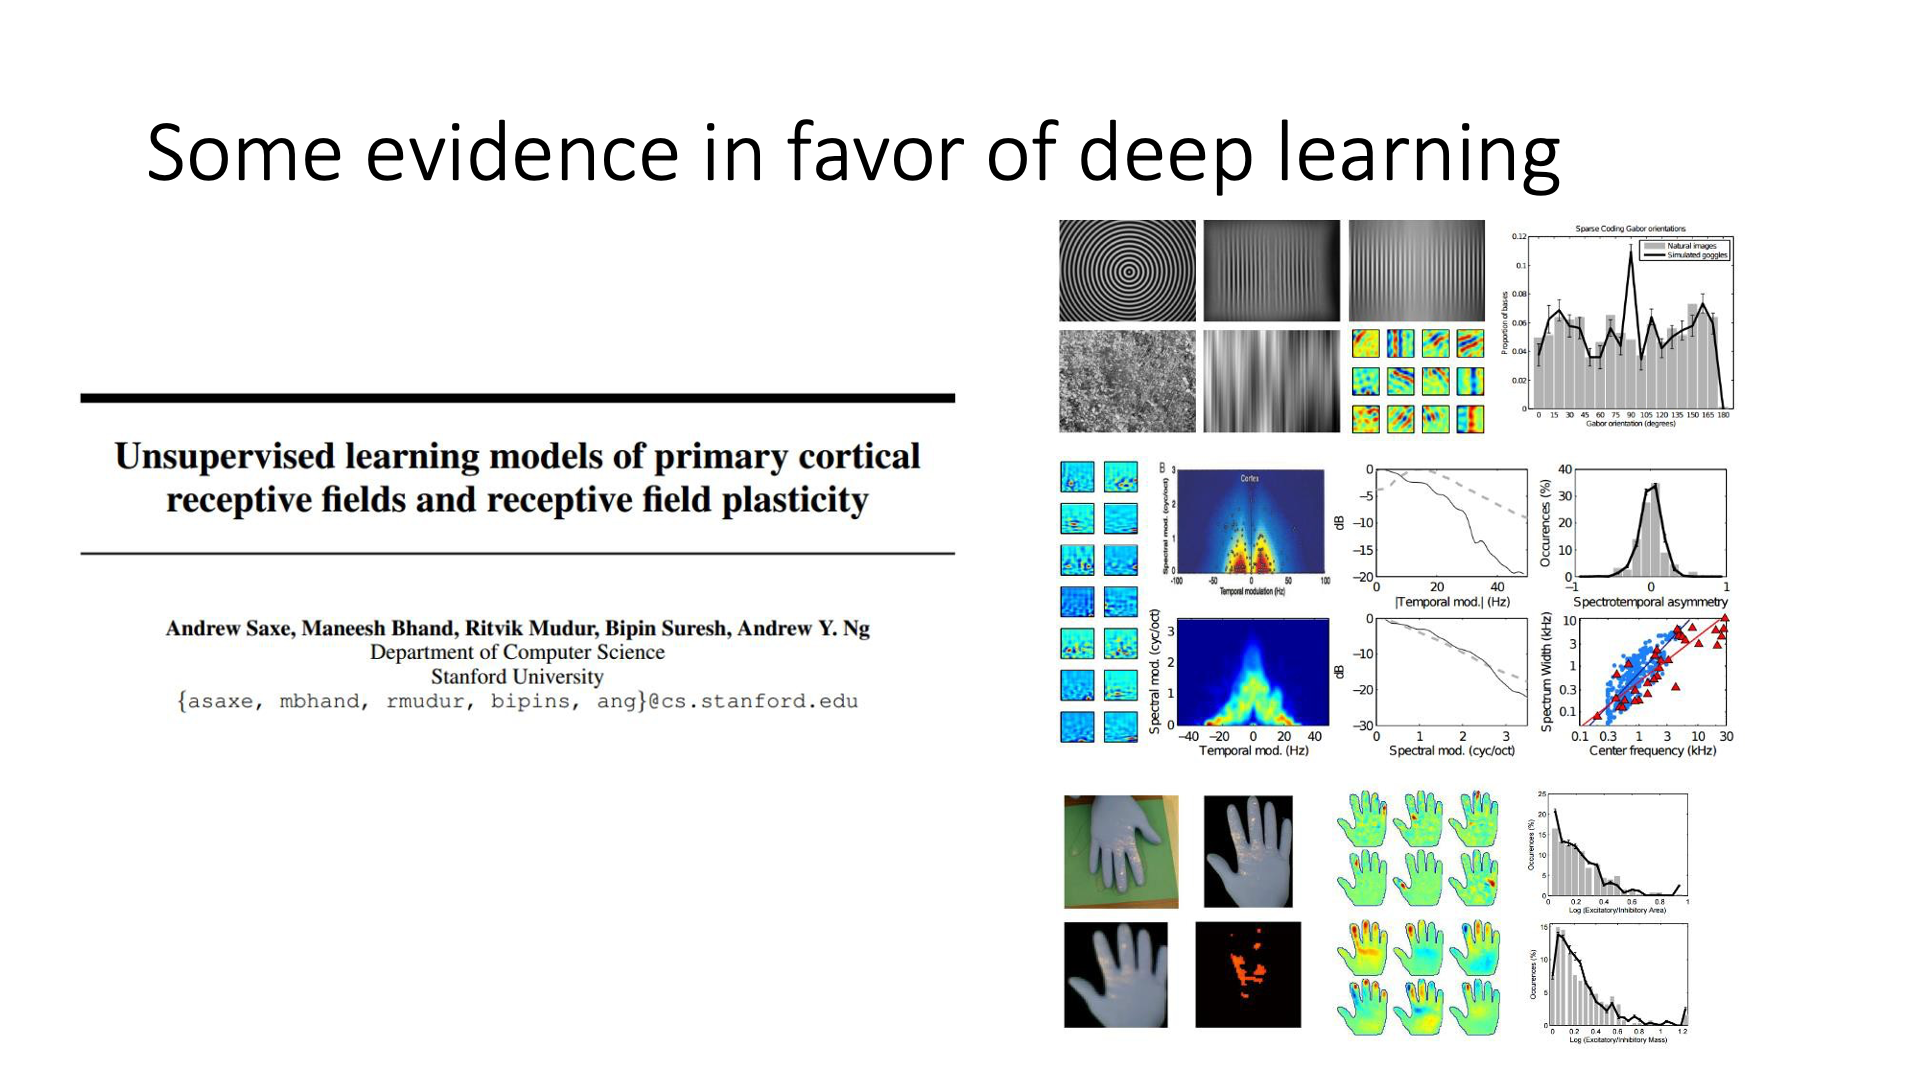 Some evidence in favor of deep learning
Unsupervised learning models of primary cortical
receptive fields and receptive field plasticity
Andrew Saxe, Maneesh Bhand, Ritvik Mudur, Bipin Suresh, Andrew Y. Ng
Department of Computer Science
Stanford University
{asaxe, mbhand, rmudur, bipins, ang}@cs.stanford.edu
Sparse Coding Gabor orientations
Natural images
Simulated goggles
Proportion of bases
0.12
0.1
0.08
0.06
0.04
0.02
0
0 15 30 45 60 75 90 105 120 135 150 165 180
Gabor orientation (degrees)
B
Cortex
Spectral mod. (cyc/oct)
3
2
1
0
-100 -50 0 50 100
Temporal modulation (Hz)
dB
0
−5
−10
−15
−20
0 20 40
|Temporal mod.| (Hz)
Occurences (%)
40
30
20
10
0
−1 0 1
Spectrotemporal asymmetry
Spectral mod. (cyc/oct)
3
2
1
0
−40 −20 0 20 40
Temporal mod. (Hz)
dB
0
−10
−20
−30
0 1 2 3
Spectral mod. (cyc/oct)
Spectrum Width (kHz)
10
3
1
0.3
0.1
0.1 0.3 1 3 10 30
Center frequency (kHz)
Occurences (%)
25
20
15
10
5
0
0 0.2 0.4 0.6 0.8 1
Log (Excitatory/Inhibitory Area)
Occurences (%)
15
10
5
0
0 0.2 0.4 0.6 0.8 1 1.2
Log (Excitatory/Inhibitory Mass)